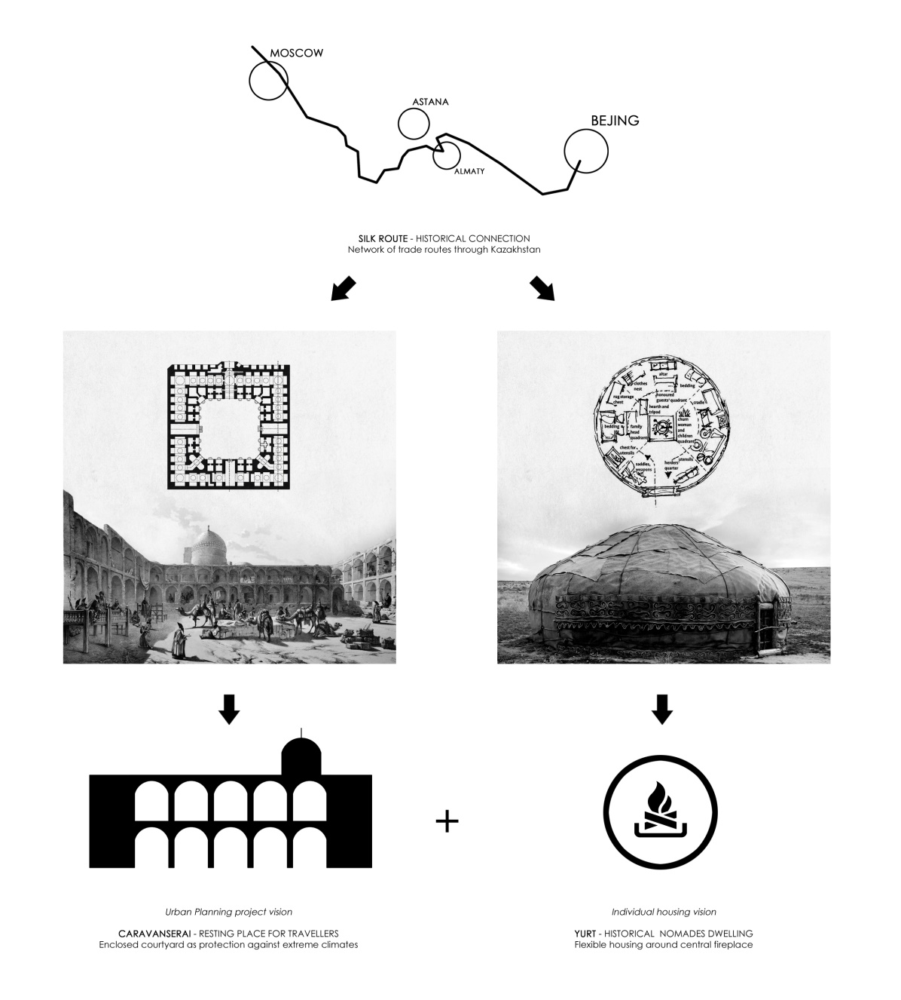 MOSCOW
ASTANA
BEJING
ALMATY
SILK ROUTE - HISTORICAL CONNECTION
Network of trade routes through Kazakhstan
altar
clothes
nest
bedding
rug storage
chest
honoured
guests' quadrant
cradle
hearth and
tripod
bedding
family
head
quadrant
churn
woman
and
children
quadrant
chest for
utensils
saddles,
weapons
herders'
quarter
utensils
+
Urban Planning project vision
CARAVANSERAI - RESTING PLACE FOR TRAVELLERS
Enclosed courtyard as protection against extreme climates
Individual housing vision
YURT - HISTORICAL NOMADES DWELLING
Flexible housing around central fireplace